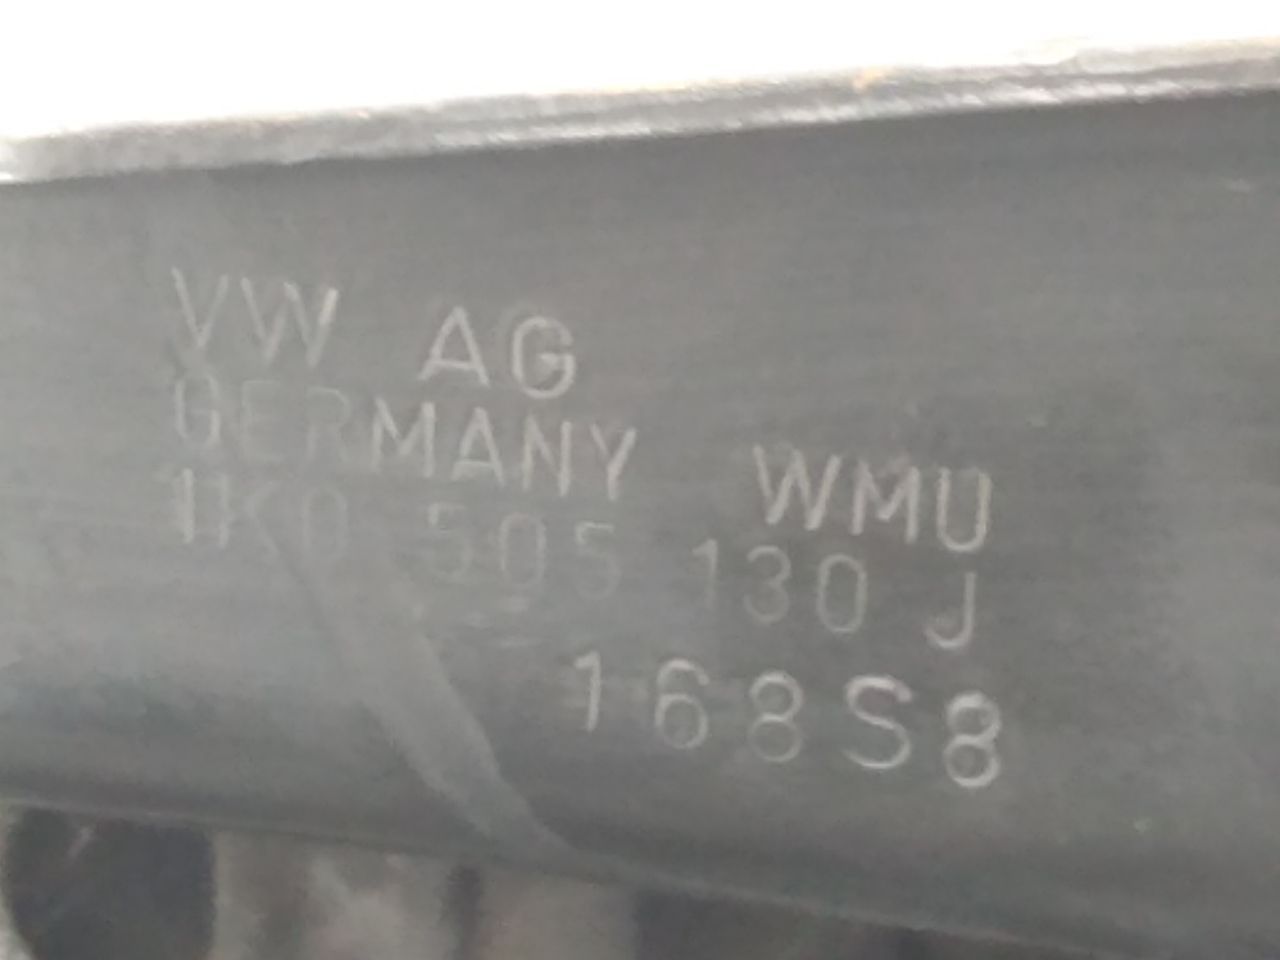 VW AG
GERMANY WMU
1K0 505 130 J
168S8